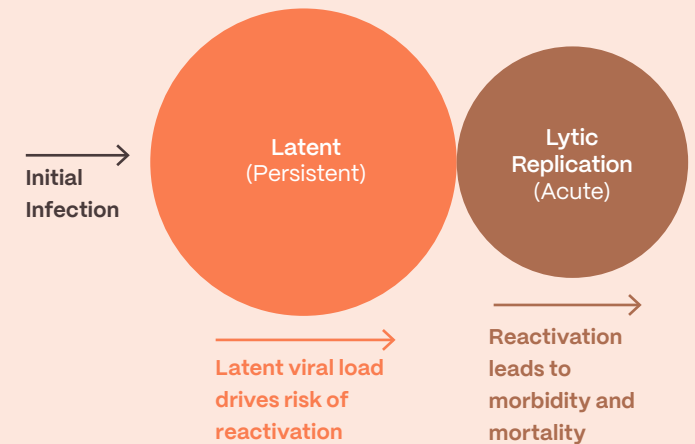 Initial
Infection
Latent
(Persistent)
Lytic
Replication
(Acute)
Latent viral load
drives risk of
reactivation
Reactivation
leads to
morbidity and
mortality